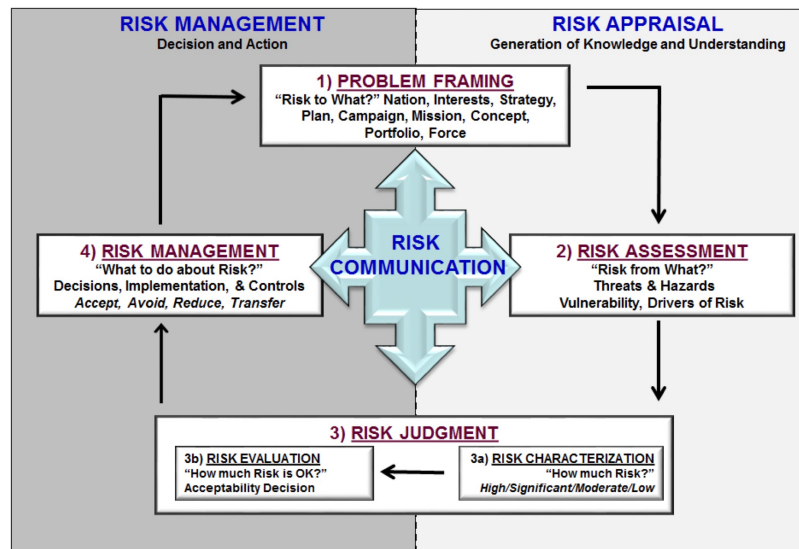 RISK MANAGEMENT
Decision and Action
RISK APPRAISAL
Generation of Knowledge and Understanding
1) PROBLEM FRAMING
“Risk to What?” Nation, Interests, Strategy,
Plan, Campaign, Mission, Concept,
Portfolio, Force
RISK
COMMUNICATION
4) RISK MANAGEMENT
“What to do about Risk?”
Decisions, Implementation, & Controls
Accept, Avoid, Reduce, Transfer
2) RISK ASSESSMENT
“Risk from What?”
Threats & Hazards
Vulnerability, Drivers of Risk
3) RISK JUDGMENT
3b) RISK EVALUATION
“How much Risk is OK?”
Acceptability Decision
3a) RISK CHARACTERIZATION
“How much Risk?”
High/Significant/Moderate/Low